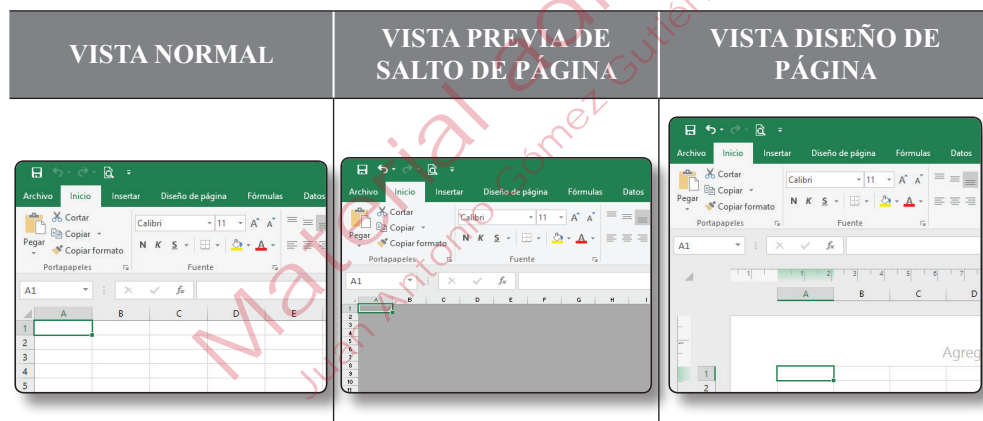 VISTA NORMAL
VISTA PREVIA DE
SALTO DE PÁGINA
VISTA DISEÑO DE
PÁGINA
Archivo Inicio Insertar Diseño de página Fórmulas Datos
Cortar
Copiar
Copiar formato
Pegar
Calibri 11 A A
N K S A
Portapapeles Fuente
A1 fx
A B C D E
1
2
3
4
5
Archivo Inicio Insertar Diseño de página Fórmulas Datos
Cortar
Copiar
Copiar formato
Pegar
Calibri 11 A A
N K S A
Portapapeles Fuente
A1 fx
A B C D E F G H I
1
2
3
4
5
6
7
8
9
10
11
Archivo Inicio Insertar Diseño de página Fórmulas Datos
Cortar
Copiar
Copiar formato
Pegar
Calibri 11 A A
N K S A
Portapapeles Fuente
A1 fx
1 1 2 3 4 5 6 7
A B C D
Agreg
1
2
Material
Juan Antonio Gómez